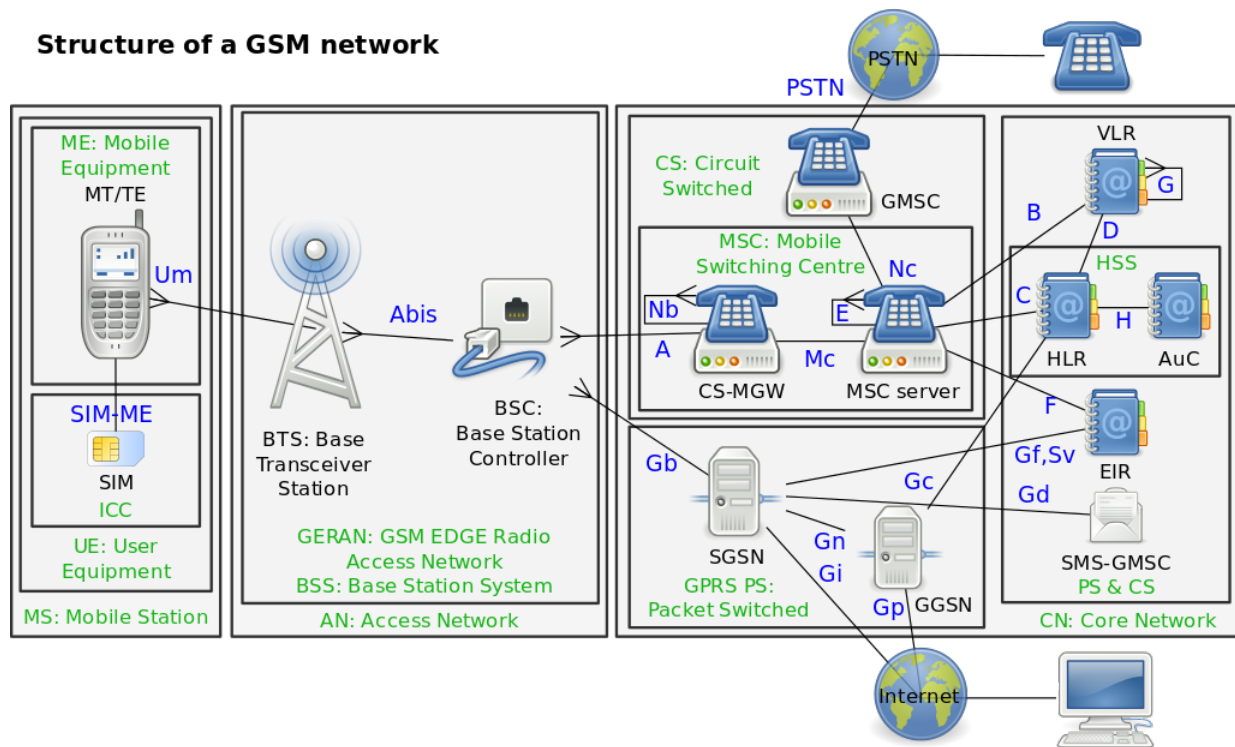 Structure of a GSM network
PSTN
PSTN
ME: Mobile
Equipment
MT/TE
Um
SIM-ME
SIM
ICC
UE: User
Equipment
MS: Mobile Station
Abis
BTS: Base
Transceiver
Station
BSC:
Base Station
Controller
GERAN: GSM EDGE Radio
Access Network
BSS: Base Station System
AN: Access Network
CS: Circuit
Switched
GMSC
MSC: Mobile
Switching Centre
Nc
Nb
E
A
Mc
CS-MGW
MSC server
VLR
G
B
D
HSS
C
H
HLR
AuC
F
Gf,Sv
EIR
Gb
Gc
Gd
SGSN
Gn
Gi
SMS-GMSC
GPRS PS:
Packet Switched
Gp
GGSN
PS & CS
CN: Core Network
Internet